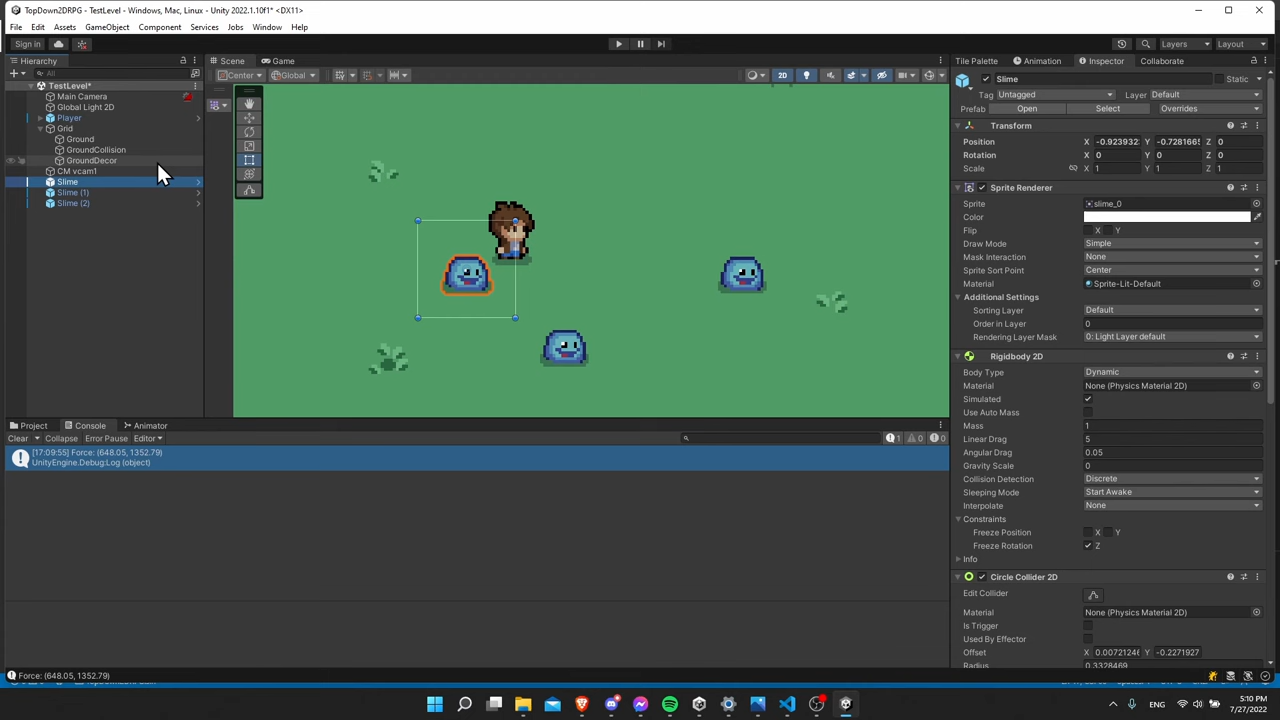 TopDown2DRPG - TestLevel - Windows, Mac, Linux - Unity 2022.1.10f1* <DX11>
File Edit Assets GameObject Component Services Jobs Window Help
Sign in
Layers Layout
Hierarchy
Scene Game
Tile Palette Animation Inspector Collaborate
All
Center Global
2D
TestLevel*
Main Camera
Global Light 2D
Player
Grid
Ground
GroundCollision
GroundDecor
CM vcam1
Slime
Slime (1)
Slime (2)
Slime Static
Tag Untagged Layer Default
Prefab Open Select Overrides
Transform
Position X -0.923932 Y -0.728166 Z 0
Rotation X 0 Y 0 Z 0
Scale X 1 Y 1 Z 1
Sprite Renderer
Sprite slime_0
Color
Flip X Y
Draw Mode Simple
Mask Interaction None
Sprite Sort Point Center
Material Sprite-Lit-Default
Additional Settings
Sorting Layer Default
Order in Layer 0
Rendering Layer Mask 0: Light Layer default
Rigidbody 2D
Body Type Dynamic
Material None (Physics Material 2D)
Simulated
Use Auto Mass
Mass 1
Linear Drag 5
Angular Drag 0.05
Gravity Scale 0
Collision Detection Discrete
Sleeping Mode Start Awake
Interpolate None
Constraints
Freeze Position X Y
Freeze Rotation Z
Info
Circle Collider 2D
Edit Collider
Material None (Physics Material 2D)
Is Trigger
Used By Effector
Offset X 0.0072124 Y -0.2271927
Radius 0.3328469
Project Console Animator
Clear Collapse Error Pause Editor
1 0 0
[17:09:55] Force: (648.05, 1352.79)
UnityEngine.Debug:Log (object)
Force: (648.05, 1352.79)
ENG
5:10 PM
7/27/2022